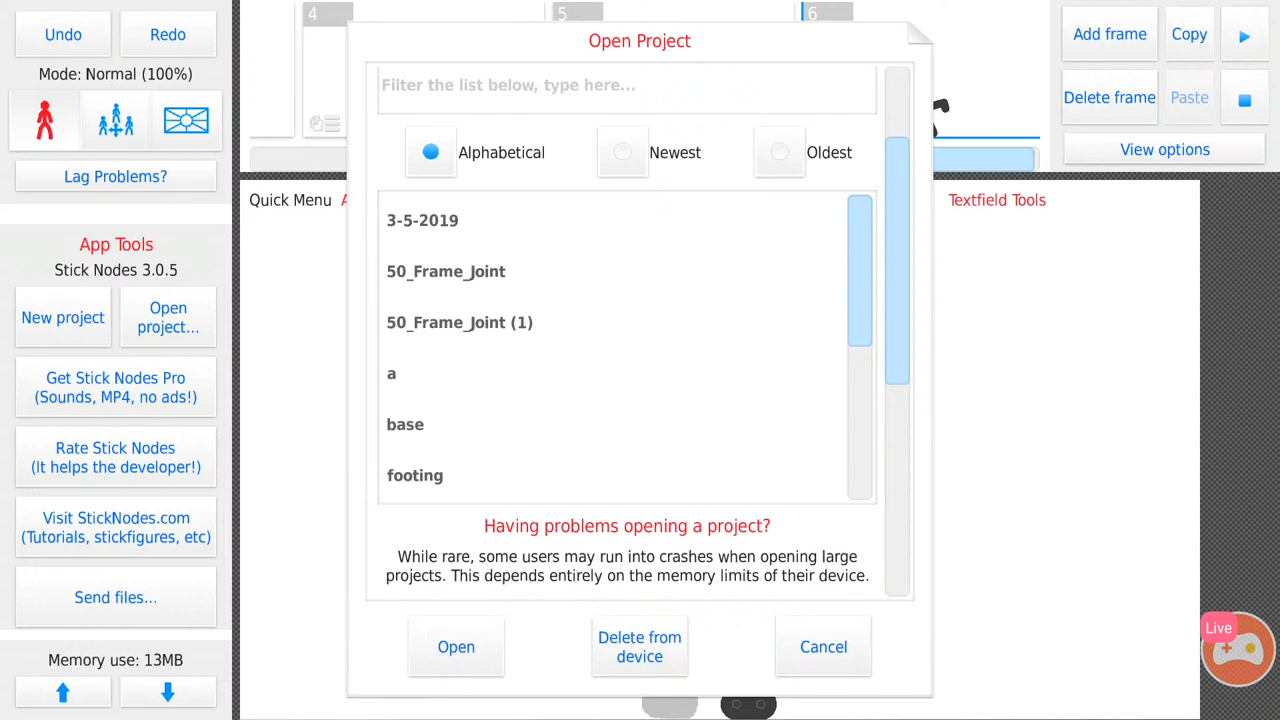 Undo
Redo
Mode: Normal (100%)
Lag Problems?
App Tools
Stick Nodes 3.0.5
New project
Open
project...
Get Stick Nodes Pro
(Sounds, MP4, no ads!)
Rate Stick Nodes
(It helps the developer!)
Visit StickNodes.com
(Tutorials, stickfigures, etc)
Send files...
Memory use: 13MB
4
5
6
Quick Menu
Open Project
Filter the list below, type here...
Alphabetical
Newest
Oldest
3-5-2019
50_Frame_Joint
50_Frame_Joint (1)
a
base
footing
Having problems opening a project?
While rare, some users may run into crashes when opening large
projects. This depends entirely on the memory limits of their device.
Open
Delete from
device
Cancel
Add frame
Copy
Delete frame
Paste
View options
Textfield Tools
Live